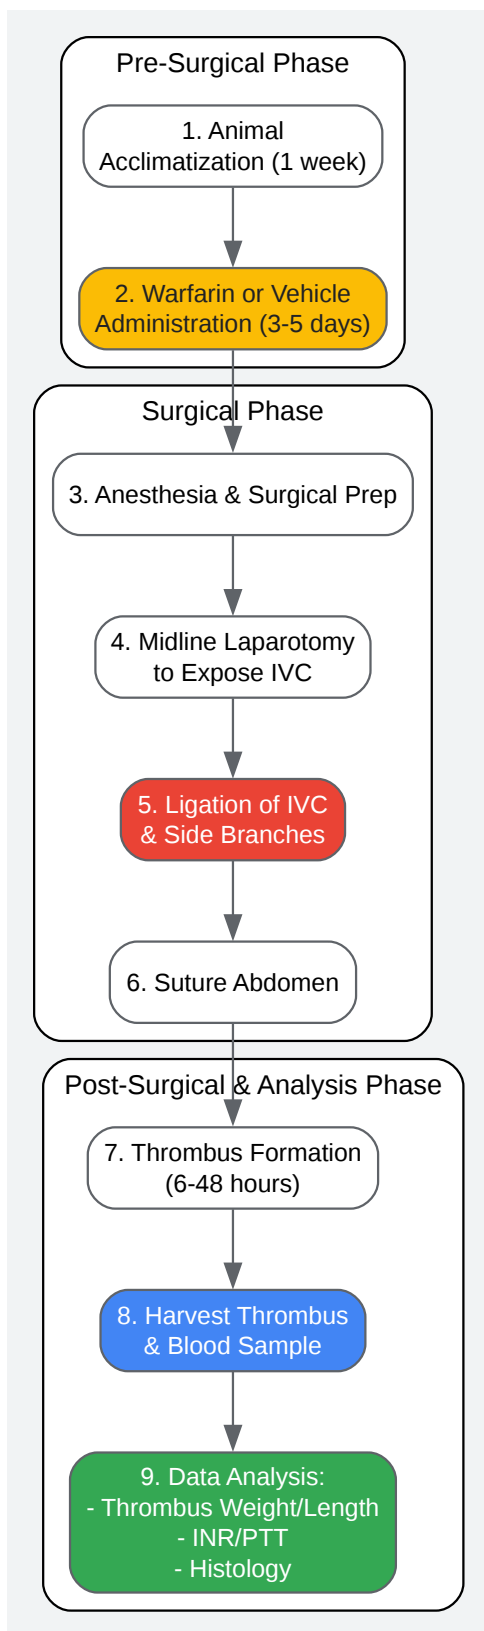 Pre-Surgical Phase
1. Animal
Acclimatization (1 week)
2. Warfarin or Vehicle
Administration (3-5 days)
Surgical Phase
3. Anesthesia & Surgical Prep
4. Midline Laparotomy
to Expose IVC
5. Ligation of IVC
& Side Branches
6. Suture Abdomen
Post-Surgical & Analysis Phase
7. Thrombus Formation
(6-48 hours)
8. Harvest Thrombus
& Blood Sample
9. Data Analysis:
- Thrombus Weight/Length
- INR/PTT
- Histology